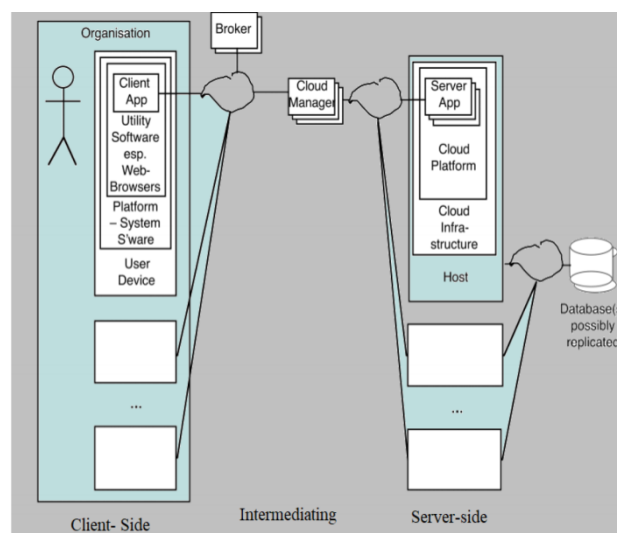 Organisation
Broker
Client
App
Utility
Software
esp.
Web-
Browsers
Platform
– System
S'ware
User
Device
Cloud
Manager
Server
App
Cloud
Platform
Cloud
Infra-
structure
Host
Database(s
possibly
replicated
...
...
Client- Side
Intermediating
Server-side